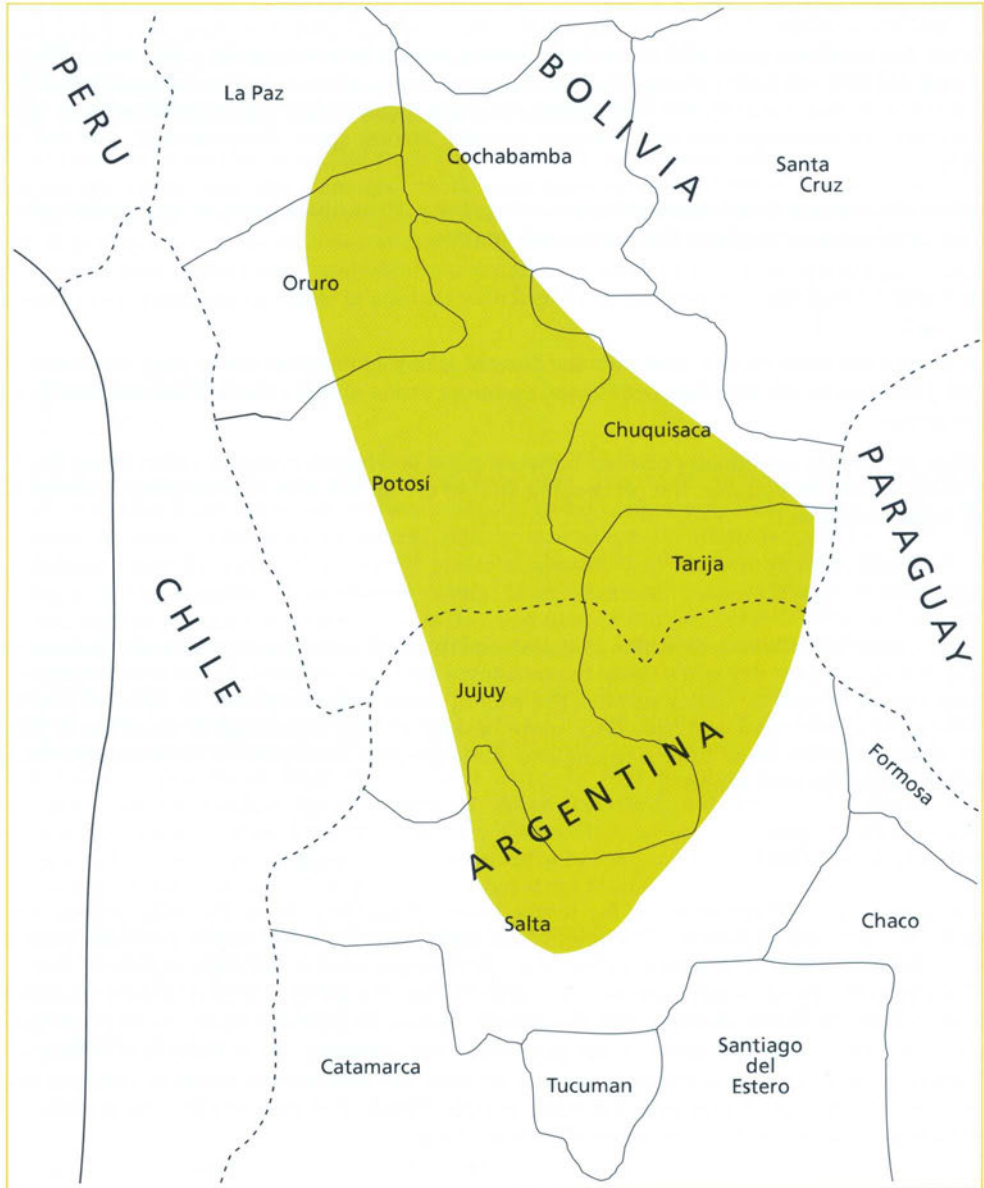 PERU
La Paz
BOLIVIA
Cochabamba
Santa
Cruz
Oruro
Chuquisaca
Potosí
PARAGUAY
Tarija
CHILE
Jujuy
ARGENTINA
Formosa
Salta
Chaco
Catamarca
Tucuman
Santiago
del
Estero